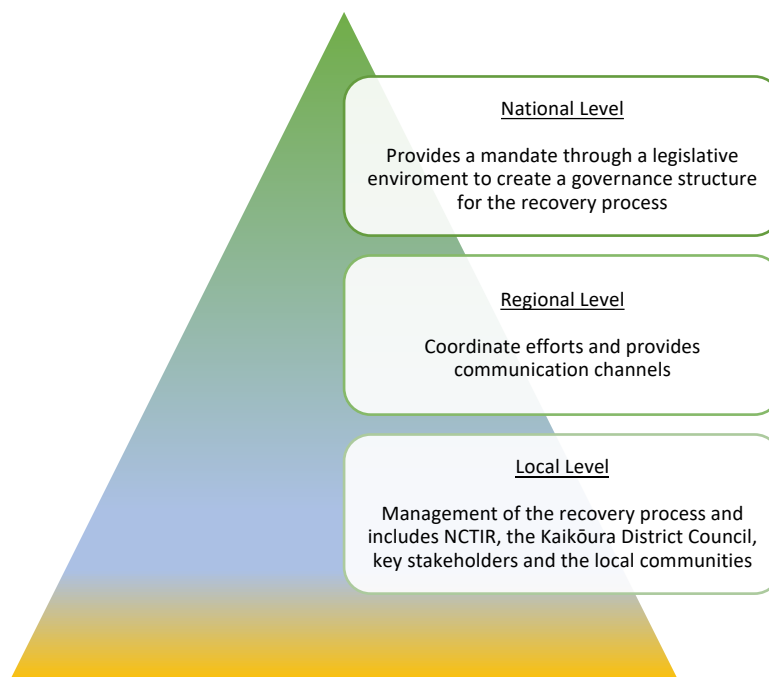 National Level
Provides a mandate through a legislative
enviroment to create a governance structure
for the recovery process
Regional Level
Coordinate efforts and provides
communication channels
Local Level
Management of the recovery process and
includes NCTIR, the Kaikōura District Council,
key stakeholders and the local communities